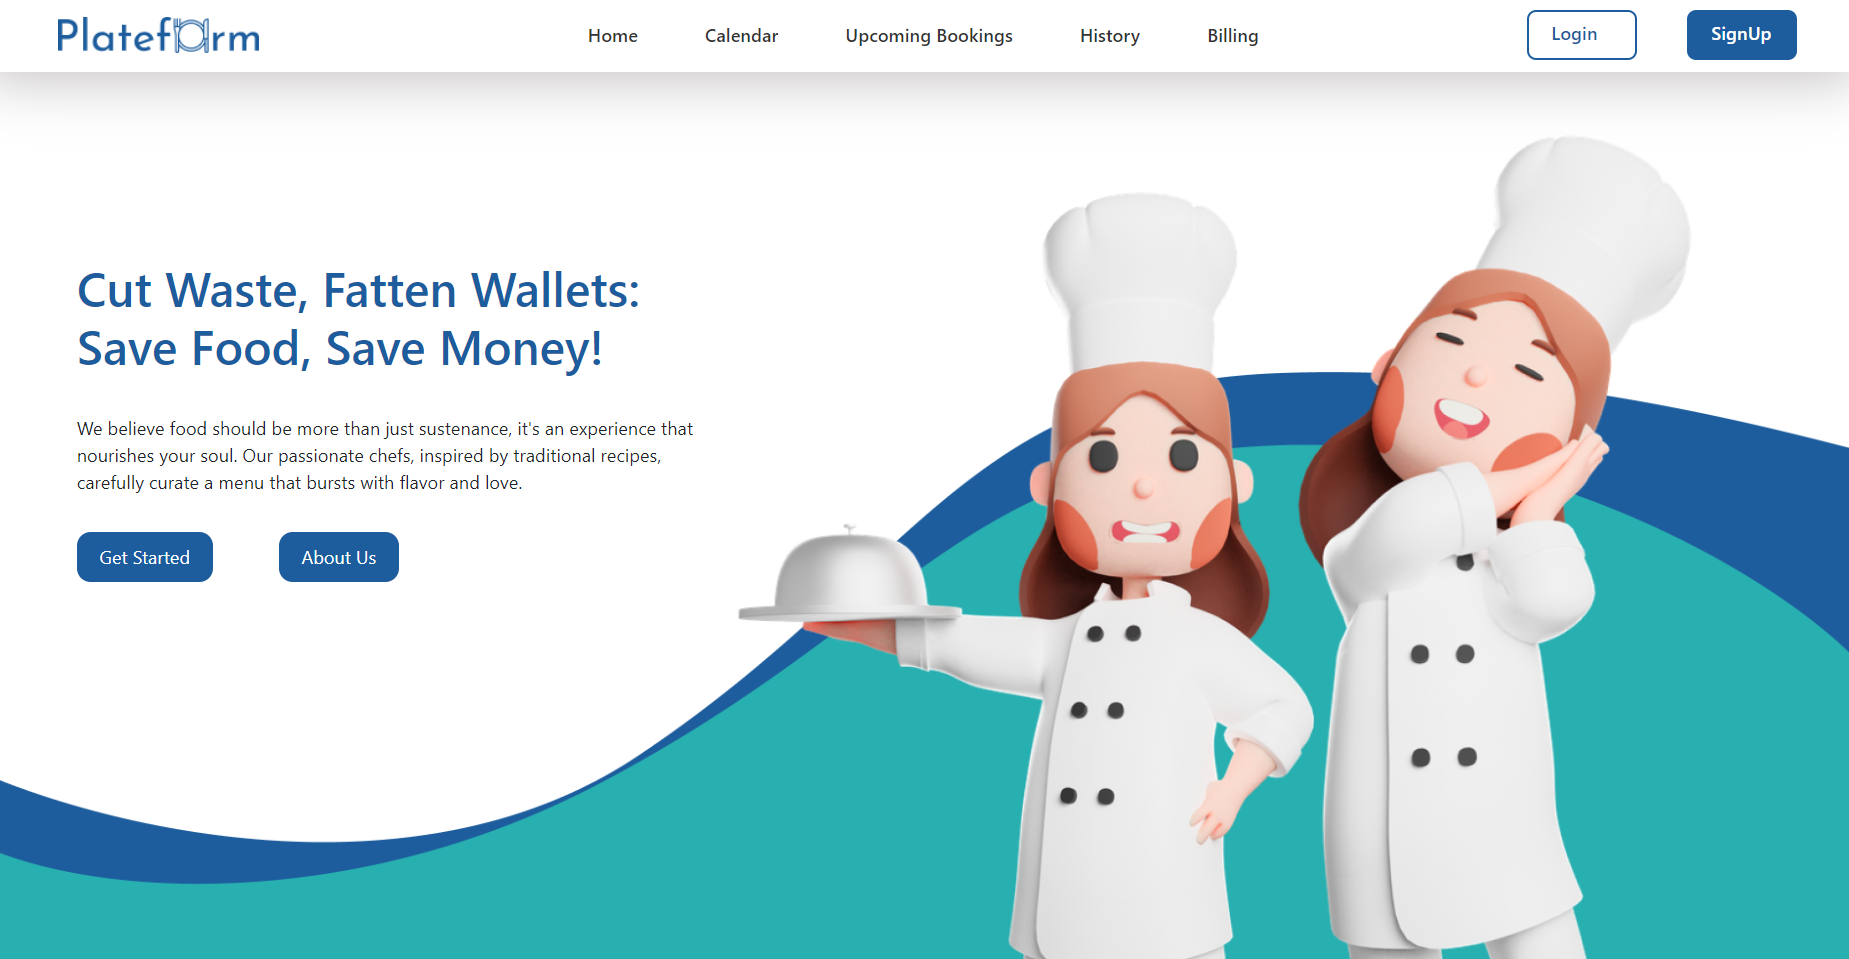 Plateform
Home Calendar Upcoming Bookings History Billing Login SignUp
Cut Waste, Fatten Wallets:
Save Food, Save Money!
We believe food should be more than just sustenance, it's an experience that
nourishes your soul. Our passionate chefs, inspired by traditional recipes,
carefully curate a menu that bursts with flavor and love.
Get Started About Us